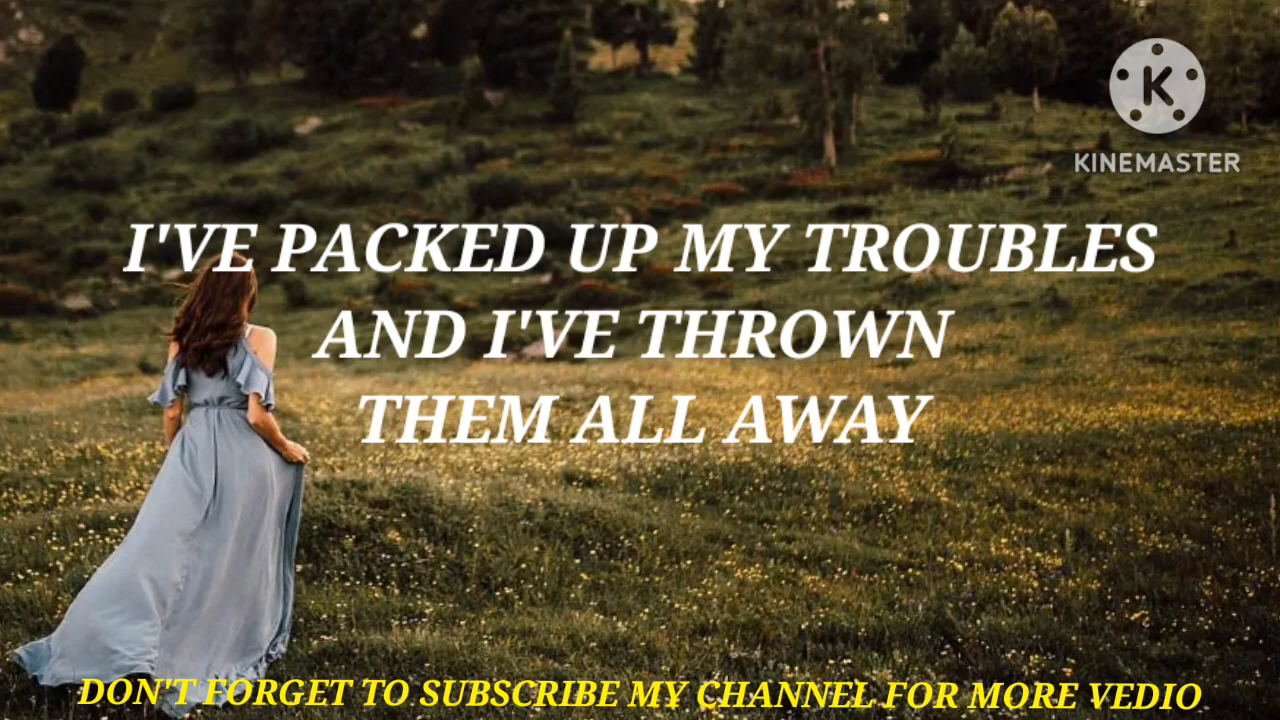 K
KINEMASTER
I'VE PACKED UP MY TROUBLES
AND I'VE THROWN
THEM ALL AWAY
DON'T FORGET TO SUBSCRIBE MY CHANNEL FOR MORE VEDIO